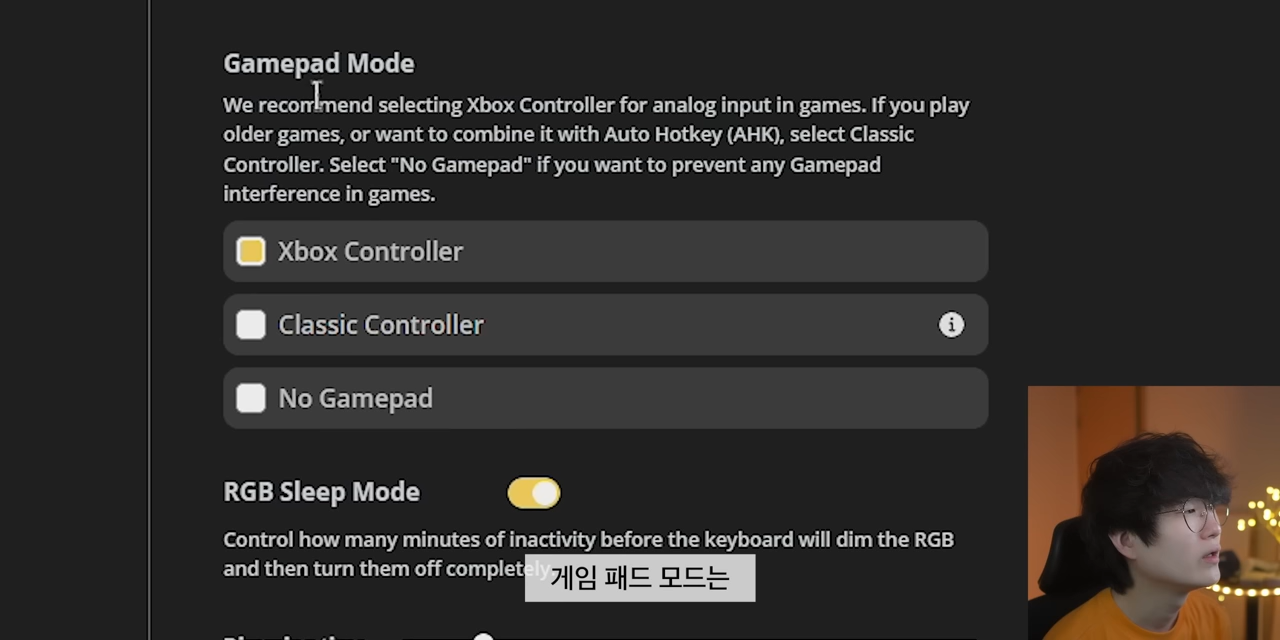 Gamepad Mode
We recommend selecting Xbox Controller for analog input in games. If you play
older games, or want to combine it with Auto Hotkey (AHK), select Classic
Controller. Select "No Gamepad" if you want to prevent any Gamepad
interference in games.
Xbox Controller
Classic Controller
No Gamepad
RGB Sleep Mode
Control how many minutes of inactivity before the keyboard will dim the RGB
and then turn them off completely
게임 패드 모드는